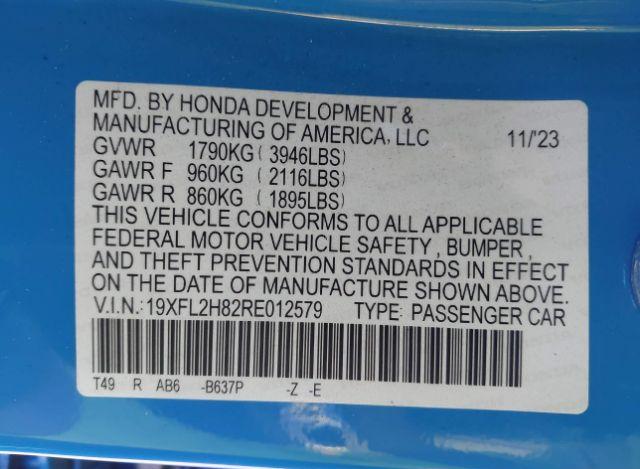 MFD. BY HONDA DEVELOPMENT &
MANUFACTURING OF AMERICA, LLC 11/'23
GVWR 1790KG ( 3946LBS)
GAWR F 960KG ( 2116LBS)
GAWR R 860KG ( 1895LBS)
THIS VEHICLE CONFORMS TO ALL APPLICABLE
FEDERAL MOTOR VEHICLE SAFETY , BUMPER ,
AND THEFT PREVENTION STANDARDS IN EFFECT
ON THE DATE OF MANUFACTURE SHOWN ABOVE.
V.I.N.: 19XFL2H82RE012579 TYPE: PASSENGER CAR
T49 R AB6 -B637P -Z -E